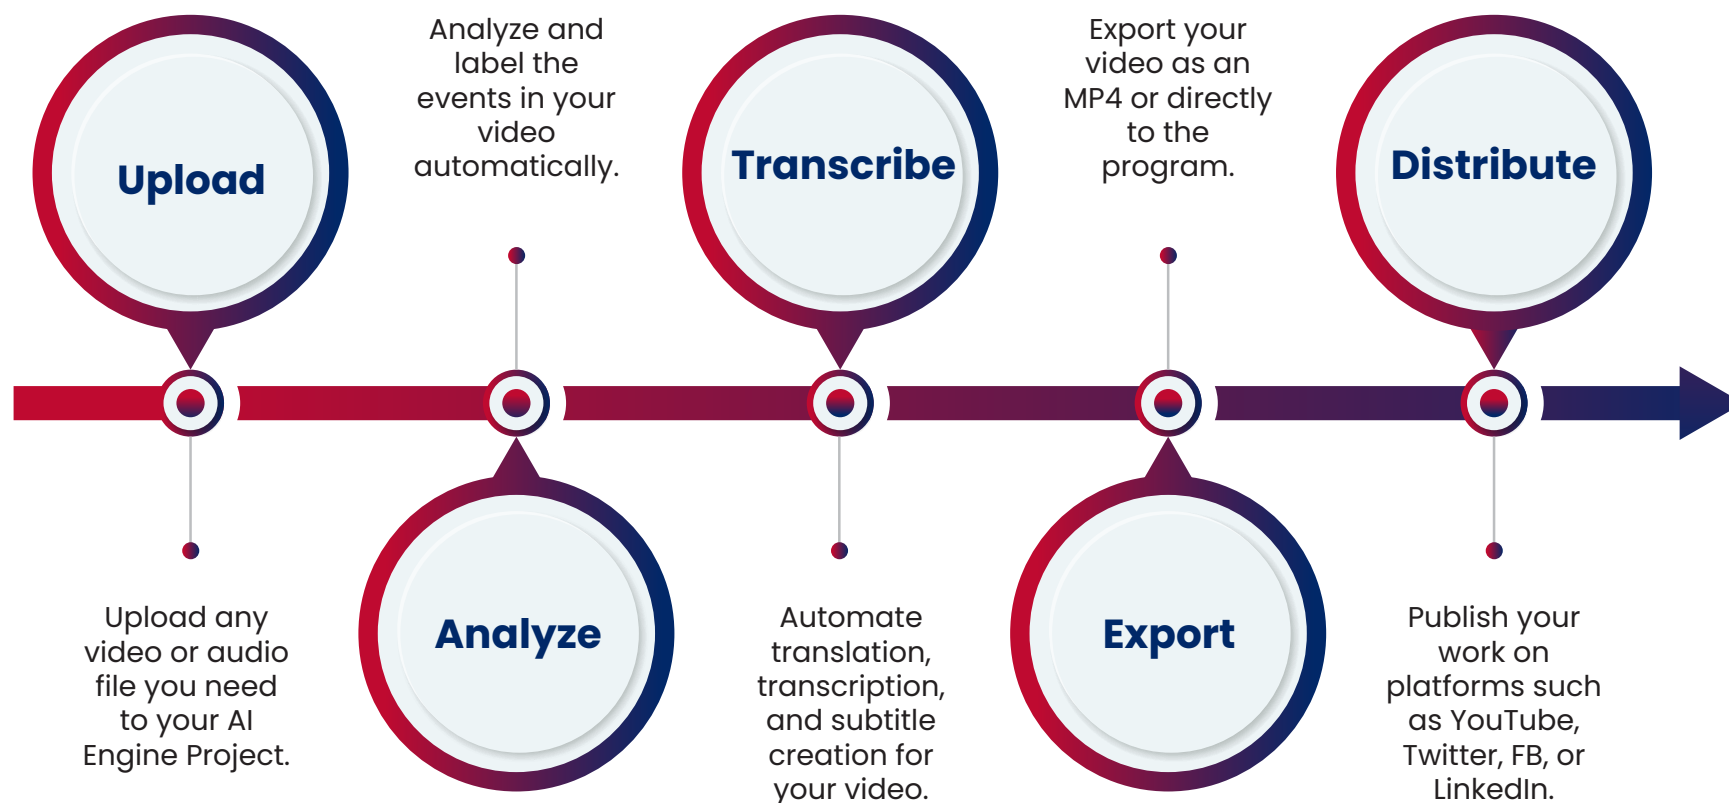 Upload
Upload any
video or audio
file you need
to your AI
Engine Project.
Analyze and
label the
events in your
video
automatically.
Analyze
Transcribe
Automate
translation,
transcription,
and subtitle
creation for
your video.
Export your
video as an
MP4 or directly
to the
program.
Export
Distribute
Publish your
work on
platforms such
as YouTube,
Twitter, FB, or
LinkedIn.